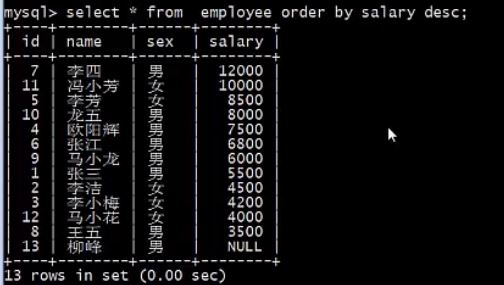 mysql> select * from  employee order by salary desc;
+----+--------+------+--------+
| id | name   | sex  | salary |
+----+--------+------+--------+
|  7 | 李四   | 男   |  12000 |
| 11 | 冯小芳 | 女   |  10000 |
|  5 | 李芳   | 女   |   8500 |
| 10 | 龙五   | 男   |   8000 |
|  4 | 欧阳辉 | 男   |   7500 |
|  6 | 张江   | 男   |   6800 |
|  9 | 马小龙 | 男   |   6000 |
|  1 | 张三   | 男   |   5500 |
|  2 | 李洁   | 女   |   4500 |
|  3 | 李小梅 | 女   |   4200 |
| 12 | 马小花 | 女   |   4000 |
|  8 | 王五   | 男   |   3500 |
| 13 | 柳峰   | 男   |   NULL |
+----+--------+------+--------+
13 rows in set (0.00 sec)